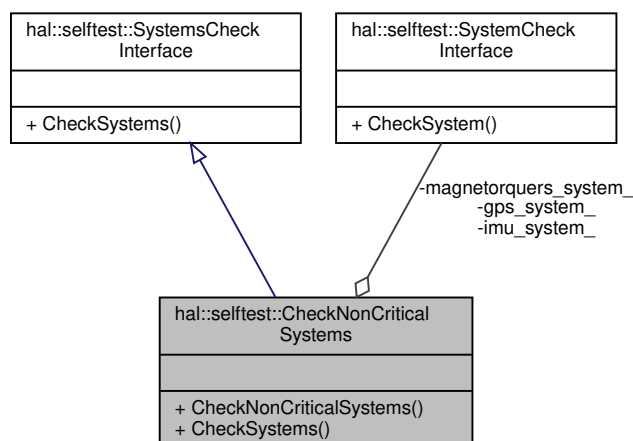 hal::selftest::SystemsCheck
Interface
+ CheckSystems()
hal::selftest::SystemCheck
Interface
+ CheckSystem()
-magnetorquers_system_
-gps_system_
-imu_system_
hal::selftest::CheckNonCritical
Systems
+ CheckNonCriticalSystems()
+ CheckSystems()